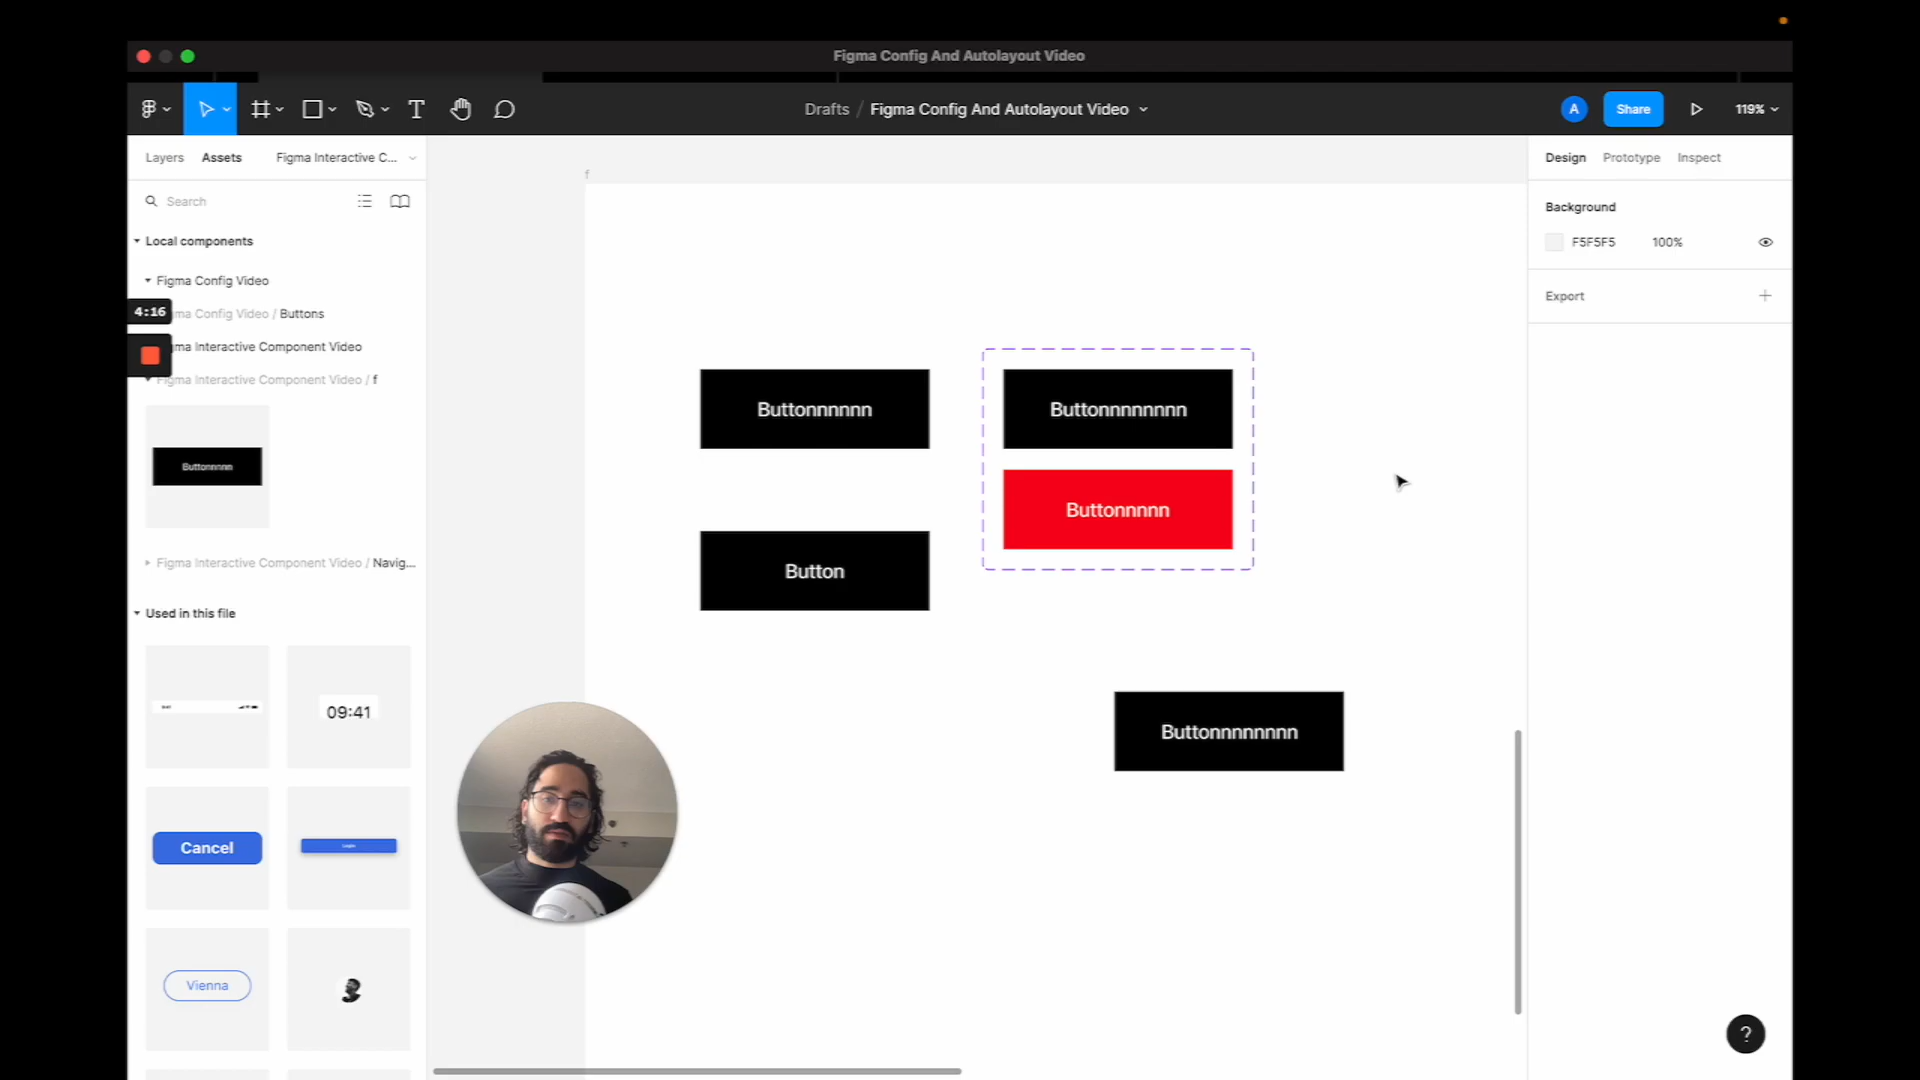 Figma Config And Autolayout Video
Drafts / Figma Config And Autolayout Video
A
Share
119%
Layers
Assets
Figma Interactive C...
f
Design
Prototype
Inspect
Search
Local components
Background
F5F5F5
100%
Figma Config Video
Export
4:16
ma Config Video / Buttons
ma Interactive Component Video
Figma Interactive Component Video / f
Buttonnnnn
Figma Interactive Component Video / Navig...
Used in this file
09:41
Cancel
Login
Vienna
Buttonnnnnn
Buttonnnnnnnn
Buttonnnnn
Button
Buttonnnnnnnn
?